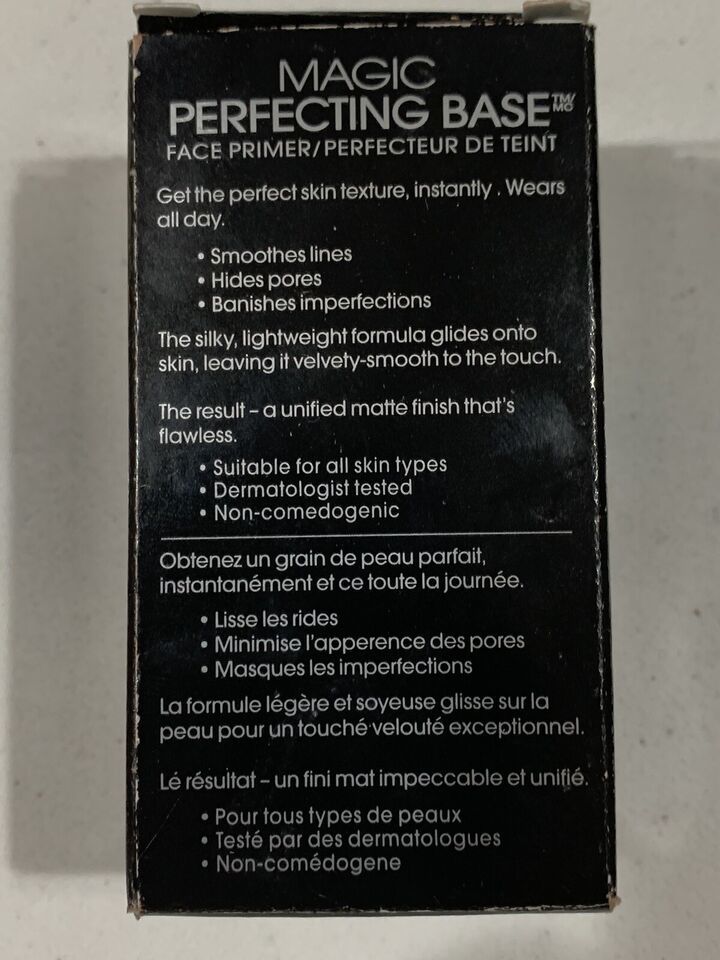 MAGIC
PERFECTING BASE™/MC
FACE PRIMER/PERFECTEUR DE TEINT
Get the perfect skin texture, instantly . Wears
all day.
• Smoothes lines
• Hides pores
• Banishes imperfections
The silky, lightweight formula glides onto
skin, leaving it velvety-smooth to the touch.
The result – a unified matte finish that's
flawless.
• Suitable for all skin types
• Dermatologist tested
• Non-comedogenic
Obtenez un grain de peau parfait,
instantanément et ce toute la journée.
• Lisse les rides
• Minimise l'apperence des pores
• Masques les imperfections
La formule légère et soyeuse glisse sur la
peau pour un touché velouté exceptionnel.
Le résultat – un fini mat impeccable et unifié.
• Pour tous types de peaux
• Testé par des dermatologues
• Non-comédogene